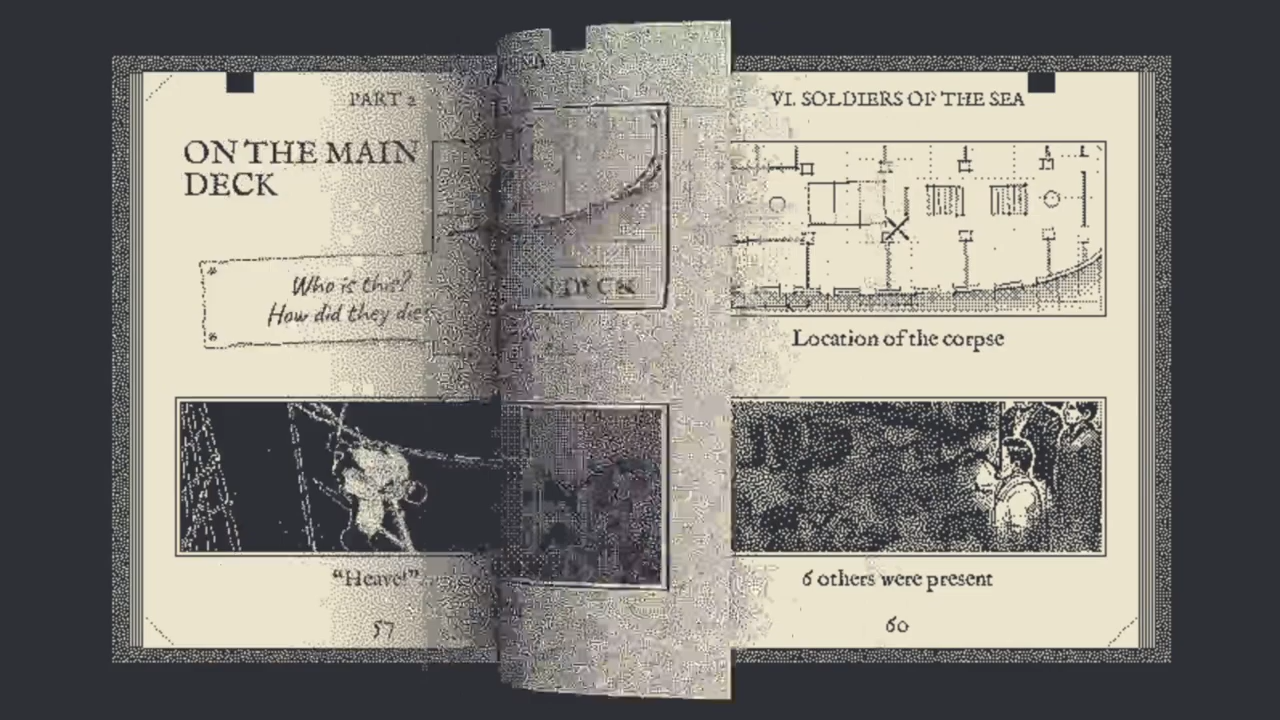 PART 2
ON THE MAIN
DECK
Who is this?
How did they die?
“Heave!”
57
VI. SOLDIERS OF THE SEA
Location of the corpse
6 others were present
60